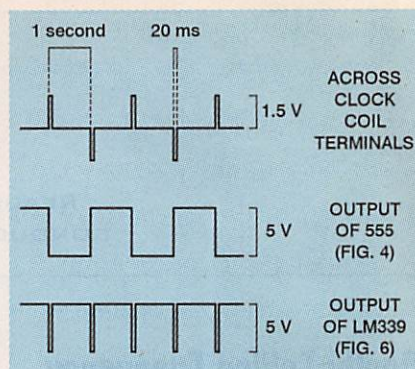 1 second 20 ms
1.5 V
ACROSS
CLOCK
COIL
TERMINALS
5 V
OUTPUT
OF 555
(FIG. 4)
5 V
OUTPUT
OF LM339
(FIG. 6)